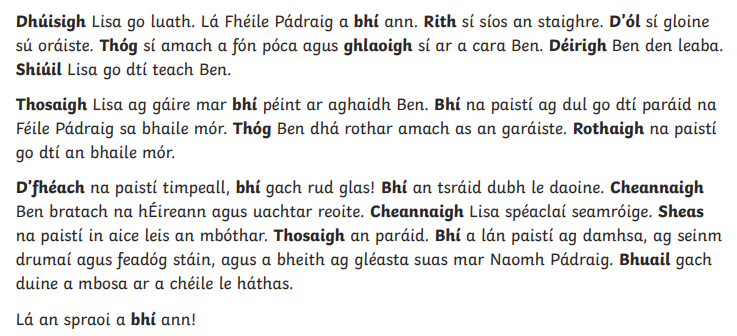 Dhúisigh Lisa go luath. Lá Fhéile Pádraig a bhí ann. Rith sí síos an staighre. D'ól sí gloine
sú oráiste. Thóg sí amach a fón póca agus ghlaoigh sí ar a cara Ben. Déirigh Ben den leaba.
Shiúil Lisa go dtí teach Ben.
Thosaigh Lisa ag gáire mar bhí péint ar aghaidh Ben. Bhí na paistí ag dul go dtí paráid na
Féile Pádraig sa bhaile mór. Thóg Ben dhá rothar amach as an garáiste. Rothaigh na paistí
go dtí an bhaile mór.
D'fhéach na paistí timpeall, bhí gach rud glas! Bhí an tsráid dubh le daoine. Cheannaigh
Ben bratach na hÉireann agus uachtar reoite. Cheannaigh Lisa spéaclaí seamróige. Sheas
na paistí in aice leis an mbóthar. Thosaigh an paráid. Bhí a lán paistí ag damhsa, ag seinm
drumaí agus feadóg stáin, agus a bheith ag gléasta suas mar Naomh Pádraig. Bhuail gach
duine a mbosa ar a chéile le háthas.
Lá an spraoi a bhí ann!